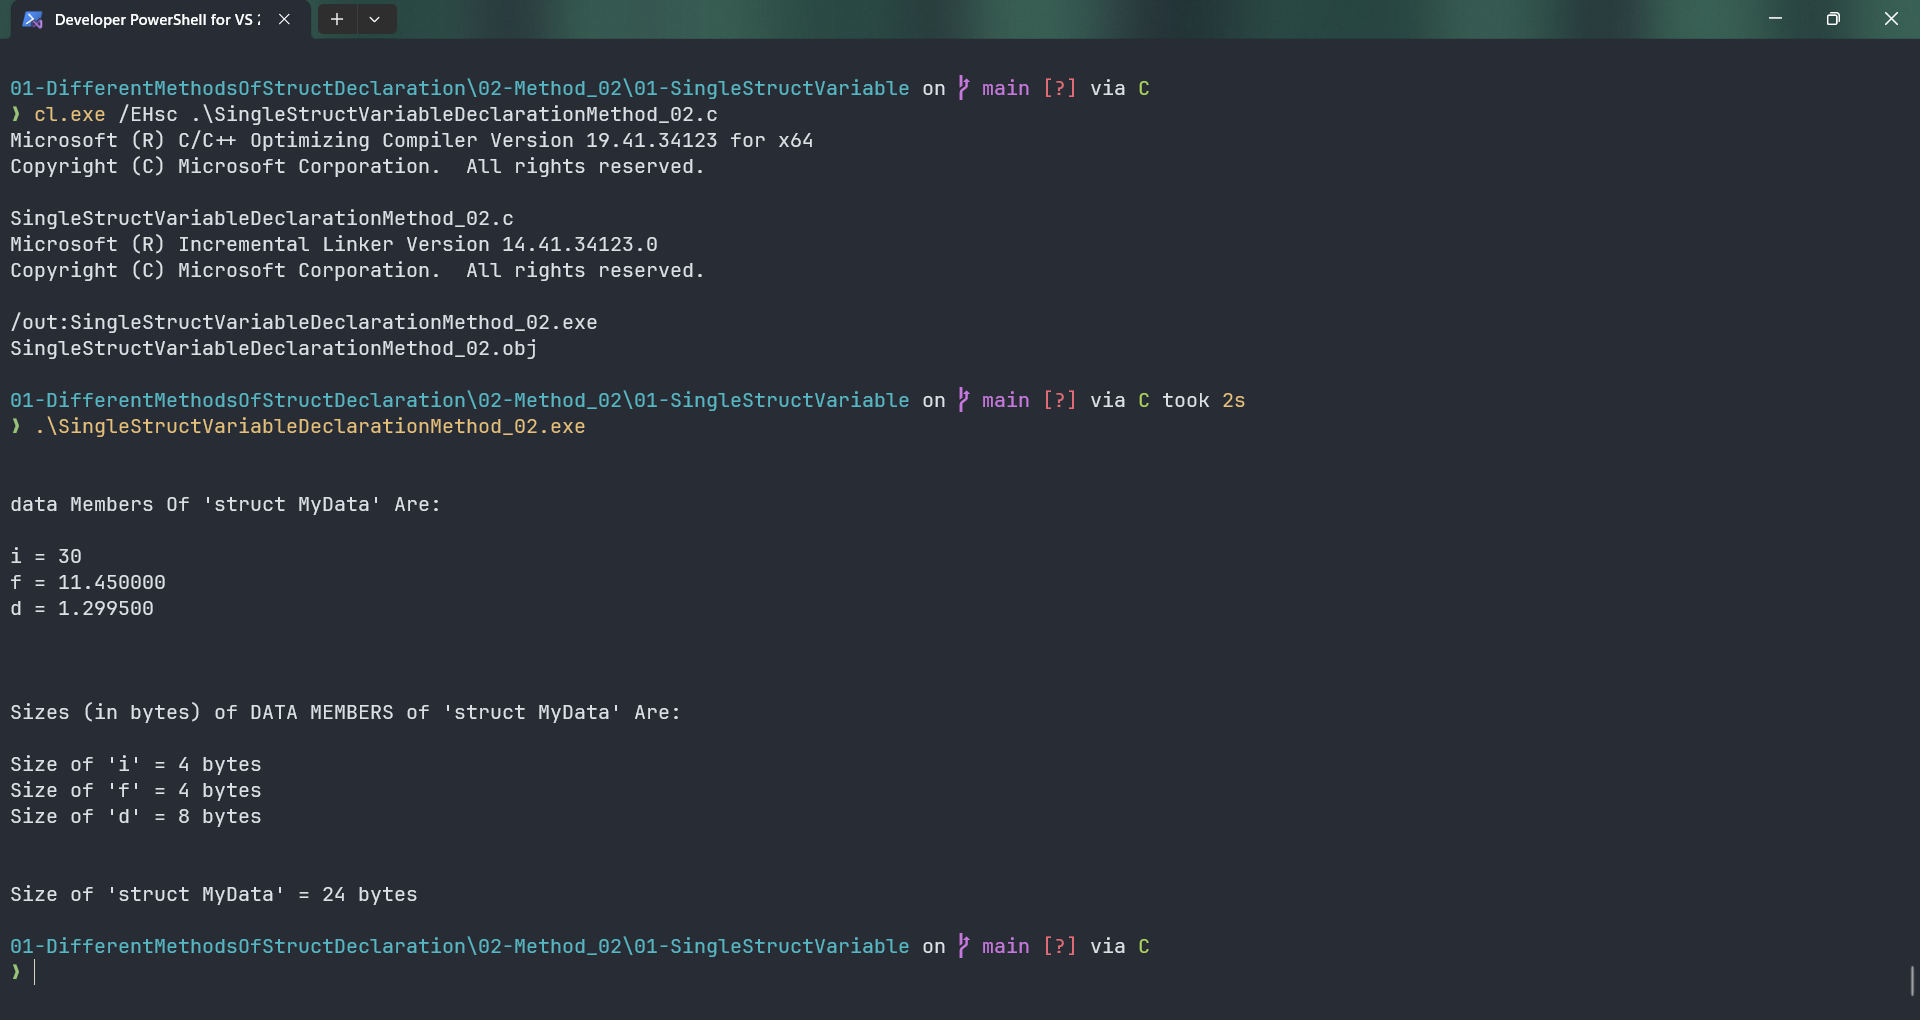 Developer PowerShell for VS 2
01-DifferentMethodsOfStructDeclaration\02-Method_02\01-SingleStructVariable on main [?] via C
❯ cl.exe /EHsc .\SingleStructVariableDeclarationMethod_02.c
Microsoft (R) C/C++ Optimizing Compiler Version 19.41.34123 for x64
Copyright (C) Microsoft Corporation.  All rights reserved.
SingleStructVariableDeclarationMethod_02.c
Microsoft (R) Incremental Linker Version 14.41.34123.0
Copyright (C) Microsoft Corporation.  All rights reserved.
/out:SingleStructVariableDeclarationMethod_02.exe
SingleStructVariableDeclarationMethod_02.obj
01-DifferentMethodsOfStructDeclaration\02-Method_02\01-SingleStructVariable on main [?] via C took 2s
❯ .\SingleStructVariableDeclarationMethod_02.exe
data Members Of 'struct MyData' Are:
i = 30
f = 11.450000
d = 1.299500
Sizes (in bytes) of DATA MEMBERS of 'struct MyData' Are:
Size of 'i' = 4 bytes
Size of 'f' = 4 bytes
Size of 'd' = 8 bytes
Size of 'struct MyData' = 24 bytes
01-DifferentMethodsOfStructDeclaration\02-Method_02\01-SingleStructVariable on main [?] via C
❯